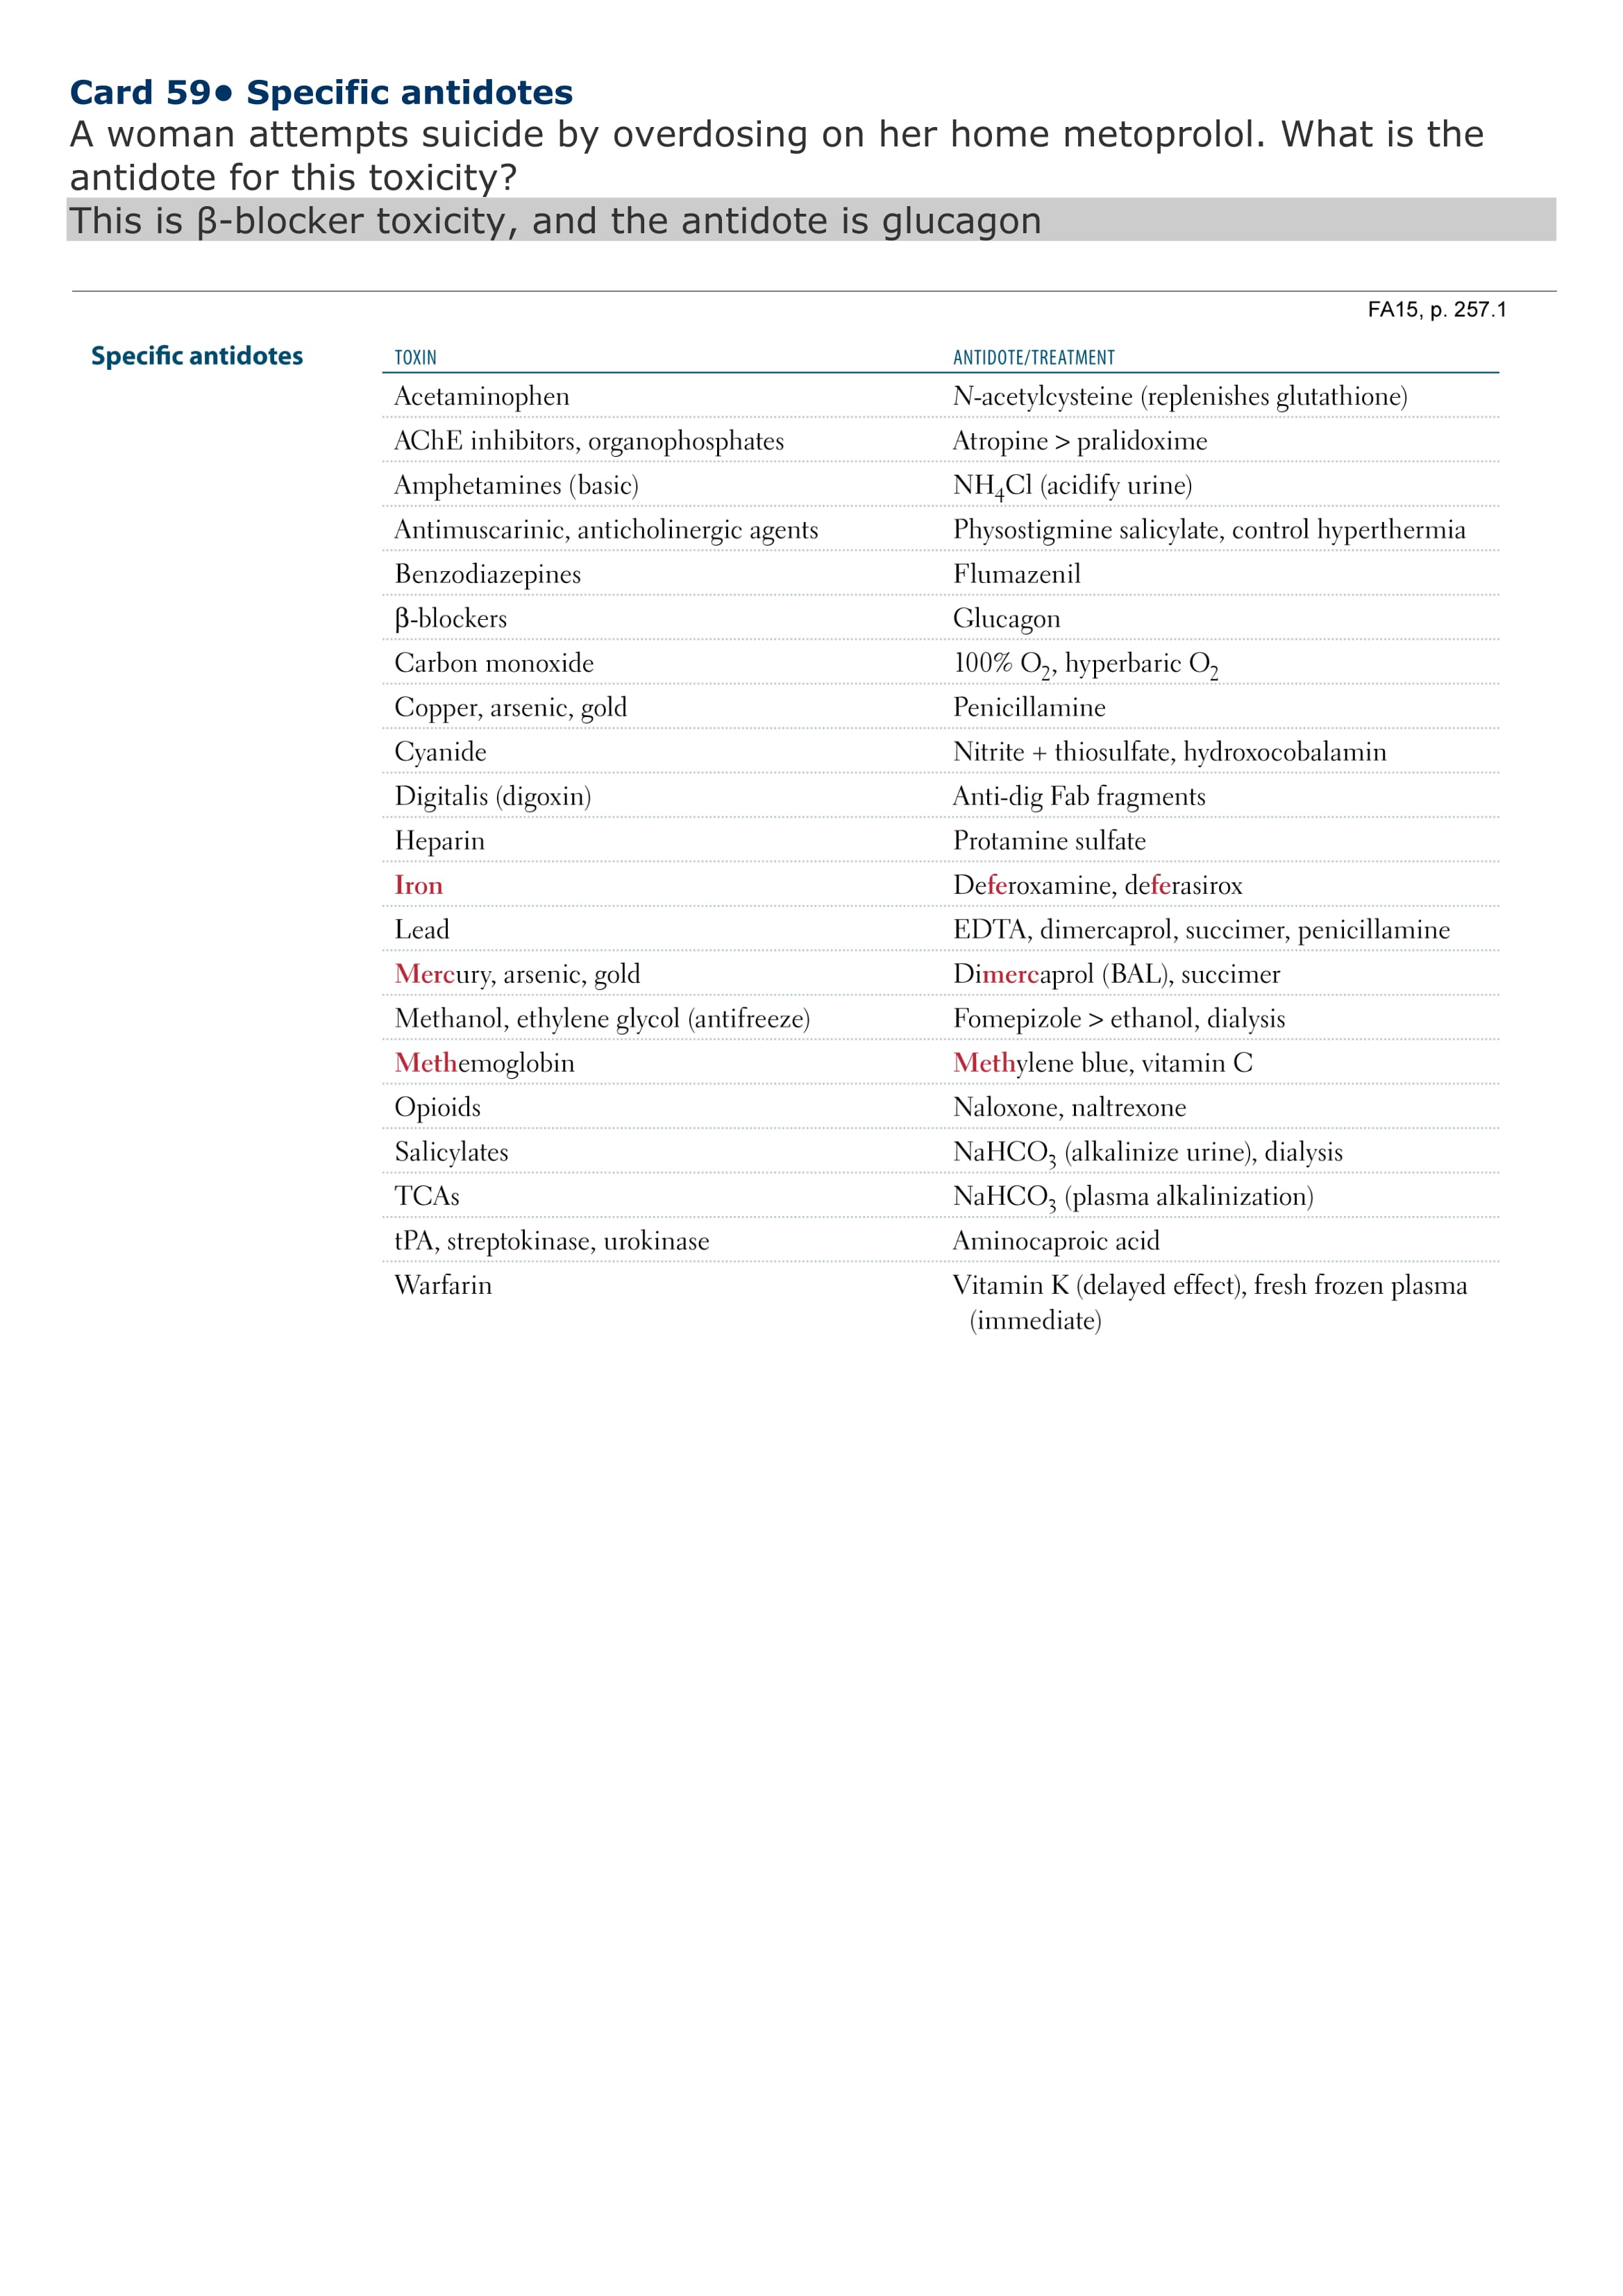 Card 59• Specific antidotes
A woman attempts suicide by overdosing on her home metoprolol. What is the
antidote for this toxicity?
This is β-blocker toxicity, and the antidote is glucagon
FA15, p. 257.1
Specific antidotes TOXIN ANTIDOTE/TREATMENT
Acetaminophen N-acetylcysteine (replenishes glutathione)
AChE inhibitors, organophosphates Atropine > pralidoxime
Amphetamines (basic) NH₄Cl (acidify urine)
Antimuscarinic, anticholinergic agents Physostigmine salicylate, control hyperthermia
Benzodiazepines Flumazenil
β-blockers Glucagon
Carbon monoxide 100% O₂, hyperbaric O₂
Copper, arsenic, gold Penicillamine
Cyanide Nitrite + thiosulfate, hydroxocobalamin
Digitalis (digoxin) Anti-dig Fab fragments
Heparin Protamine sulfate
Iron Deferoxamine, deferasirox
Lead EDTA, dimercaprol, succimer, penicillamine
Mercury, arsenic, gold Dimercaprol (BAL), succimer
Methanol, ethylene glycol (antifreeze) Fomepizole > ethanol, dialysis
Methemoglobin Methylene blue, vitamin C
Opioids Naloxone, naltrexone
Salicylates NaHCO₃ (alkalinize urine), dialysis
TCAs NaHCO₃ (plasma alkalinization)
tPA, streptokinase, urokinase Aminocaproic acid
Warfarin Vitamin K (delayed effect), fresh frozen plasma
(immediate)